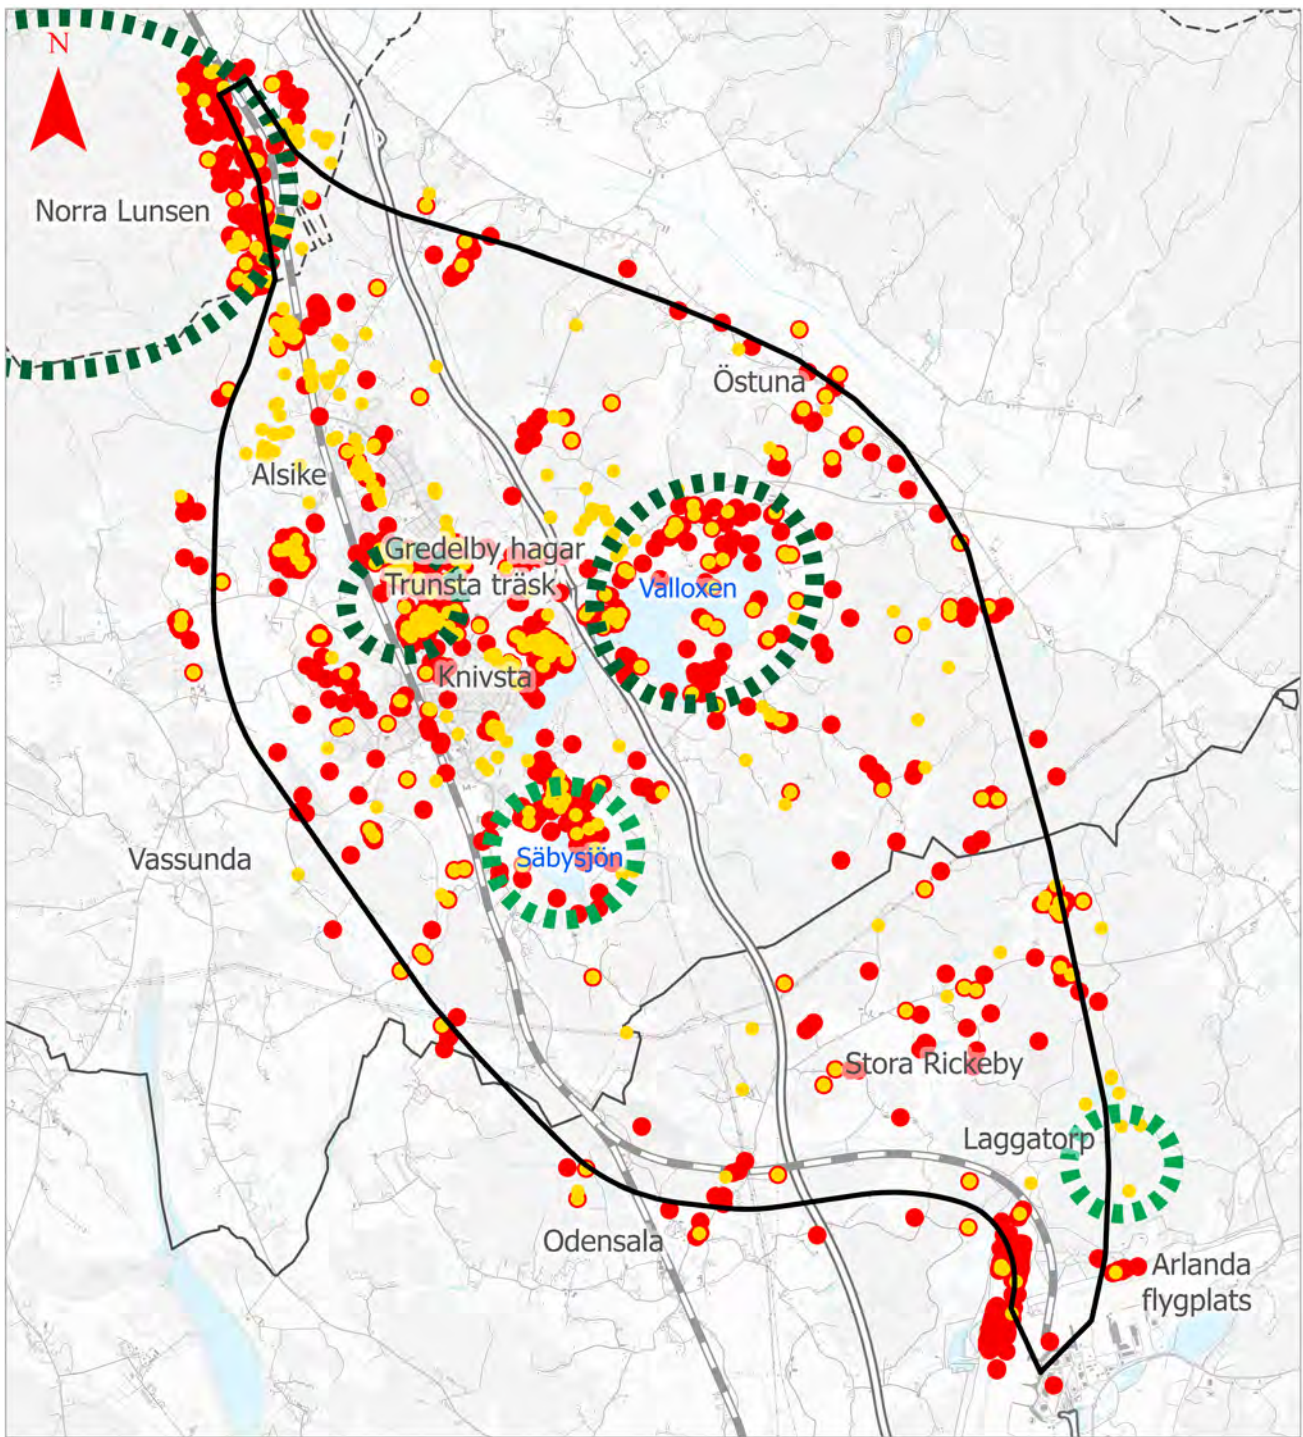 N
Norra Lunsen
Östuna
Alsike
Gredelby hagar
Trunsta träsk
Valloxen
Knivsta
Vassunda
Säbysjön
Stora Rickeby
Laggatorp
Odensala
Arlanda
flygplats